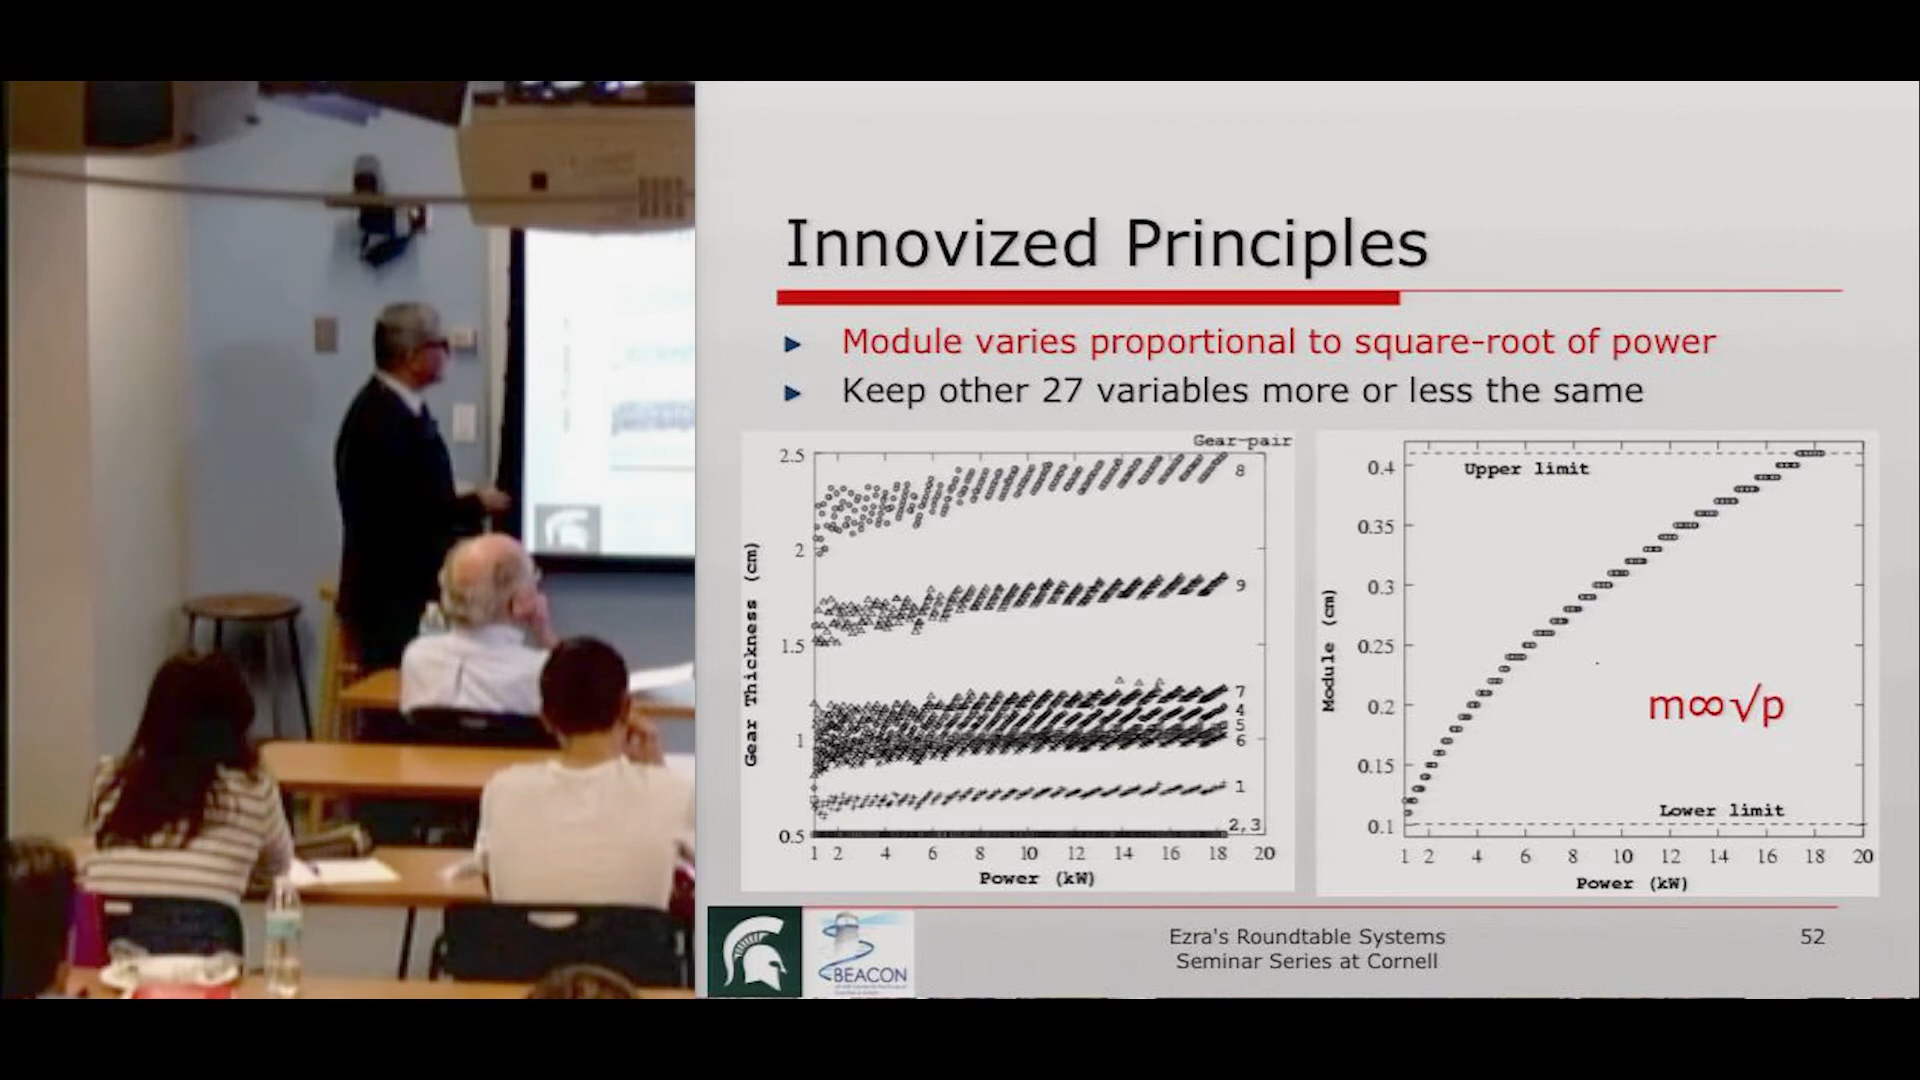 Innovized Principles
Module varies proportional to square-root of power
Keep other 27 variables more or less the same
Gear-pair
2.5
2
1.5
1
0.5
8
9
7
4
5
6
1
2,3
Gear Thickness (cm)
1 2 4 6 8 10 12 14 16 18 20
Power (kW)
Upper limit
0.4
0.35
0.3
0.25
0.2
0.15
0.1
Module (cm)
m∞√p
Lower limit
1 2 4 6 8 10 12 14 16 18 20
Power (kW)
BEACON
Ezra's Roundtable Systems
Seminar Series at Cornell
52